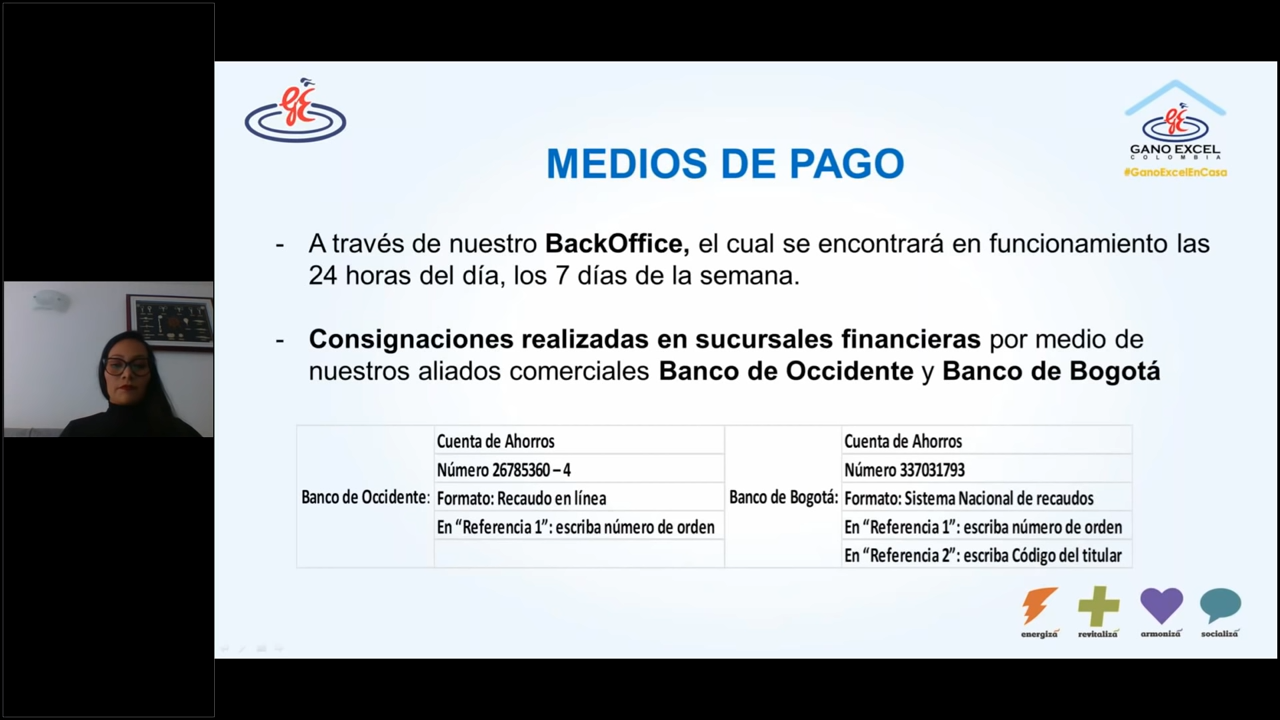 GANO EXCEL
COLOMBIA
#GanoExcelEnCasa
MEDIOS DE PAGO
- A través de nuestro BackOffice, el cual se encontrará en funcionamiento las
24 horas del día, los 7 días de la semana.
- Consignaciones realizadas en sucursales financieras por medio de
nuestros aliados comerciales Banco de Occidente y Banco de Bogotá
Banco de Occidente:
Cuenta de Ahorros
Número 26785360 – 4
Formato: Recaudo en línea
En “Referencia 1”: escriba número de orden
Banco de Bogotá:
Cuenta de Ahorros
Número 337031793
Formato: Sistema Nacional de recaudos
En “Referencia 1”: escriba número de orden
En “Referencia 2”: escriba Código del titular
energizá
revitalizá
armonizá
socializá